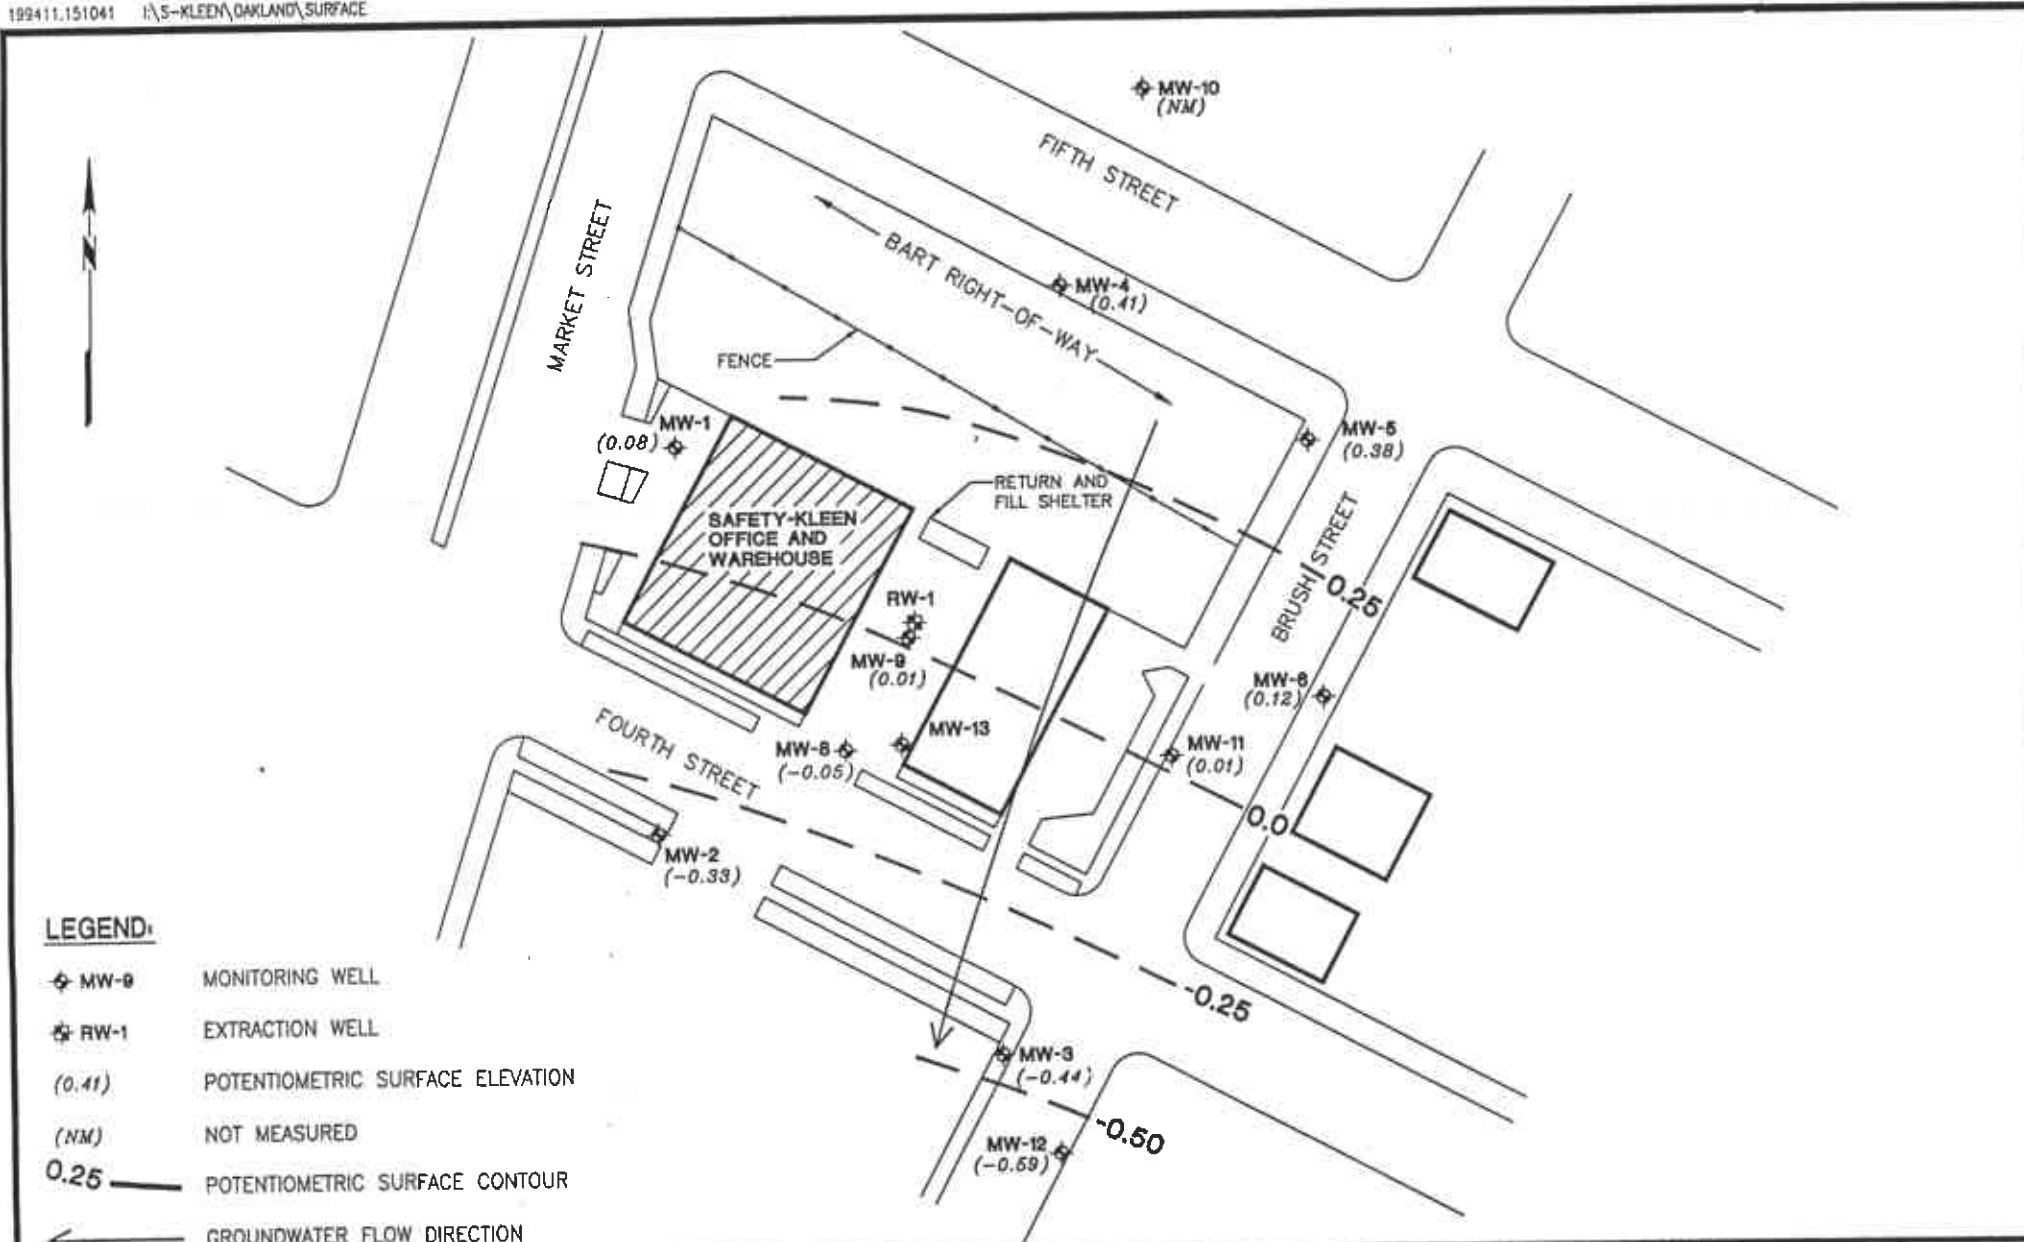 199411.151041 I:\S-KLEEN\OAKLAND\SURFACE
MW-10
(NM)
FIFTH STREET
N
MARKET STREET
BART RIGHT-OF-WAY
MW-4
(0.41)
FENCE
MW-1
(0.08)
MW-5
(0.38)
RETURN AND
FILL SHELTER
SAFETY-KLEEN
OFFICE AND
WAREHOUSE
BRUSH STREET
0.25
RW-1
MW-9
(0.01)
MW-6
(0.12)
FOURTH STREET
MW-13
MW-8
(-0.05)
MW-11
(0.01)
0.0
MW-2
(-0.33)
-0.25
MW-3
(-0.44)
-0.50
MW-12
(-0.59)
LEGEND:
MW-9 MONITORING WELL
RW-1 EXTRACTION WELL
(0.41) POTENTIOMETRIC SURFACE ELEVATION
(NM) NOT MEASURED
0.25 POTENTIOMETRIC SURFACE CONTOUR
GROUNDWATER FLOW DIRECTION